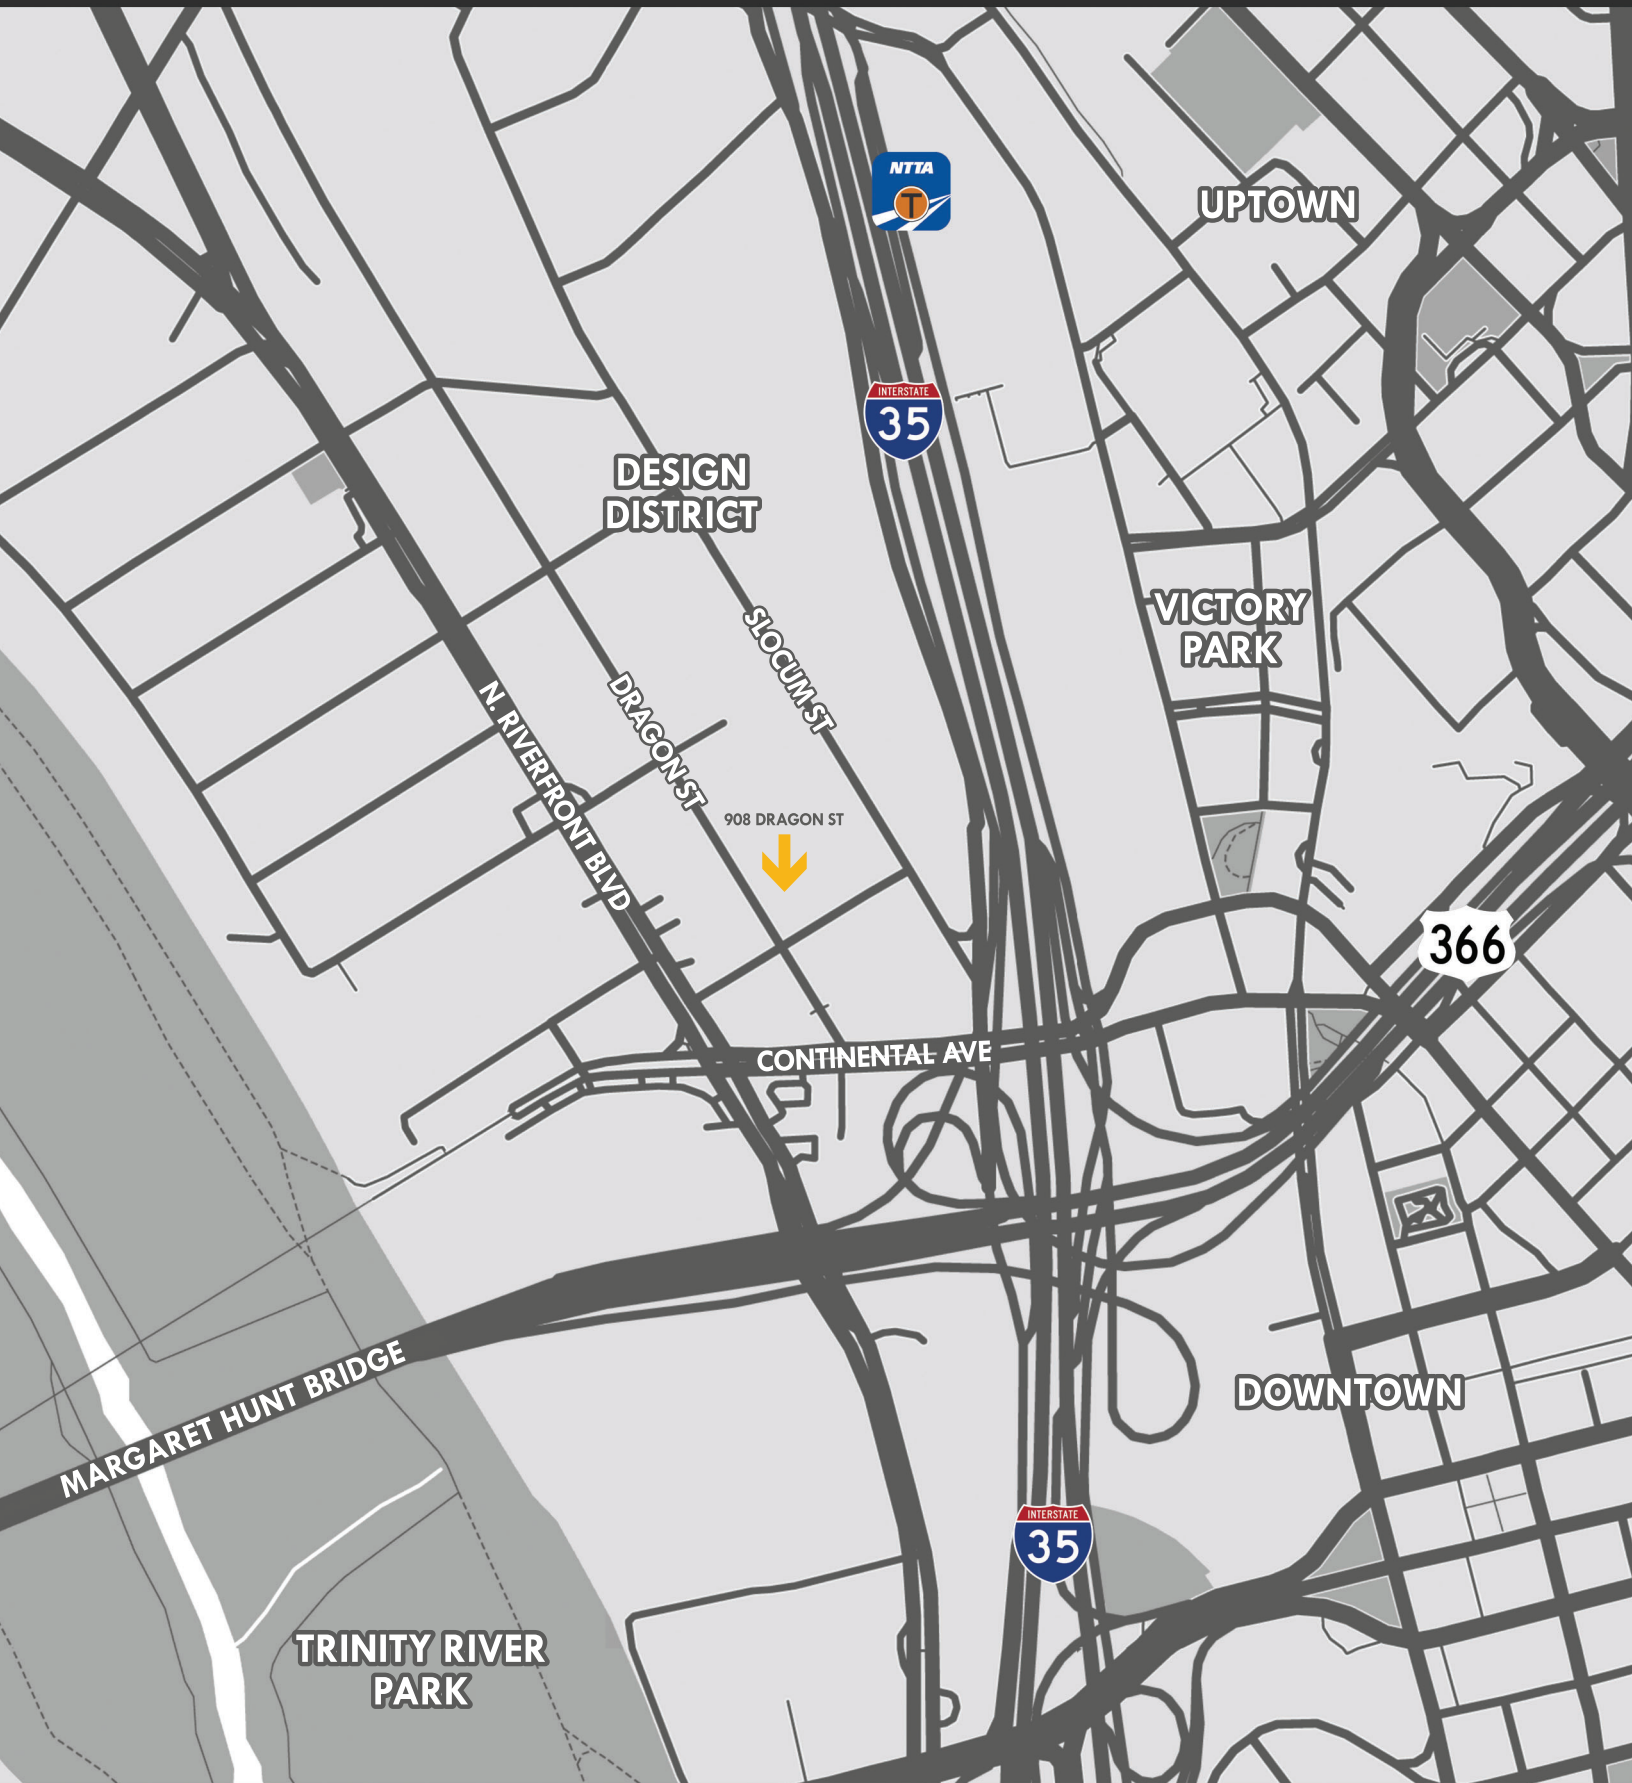 NTTA
T
UPTOWN
INTERSTATE
35
DESIGN
DISTRICT
VICTORY
PARK
SLOCUM ST
DRAGON ST
N. RIVERFRONT BLVD
908 DRAGON ST
366
CONTINENTAL AVE
MARGARET HUNT BRIDGE
DOWNTOWN
INTERSTATE
35
TRINITY RIVER
PARK